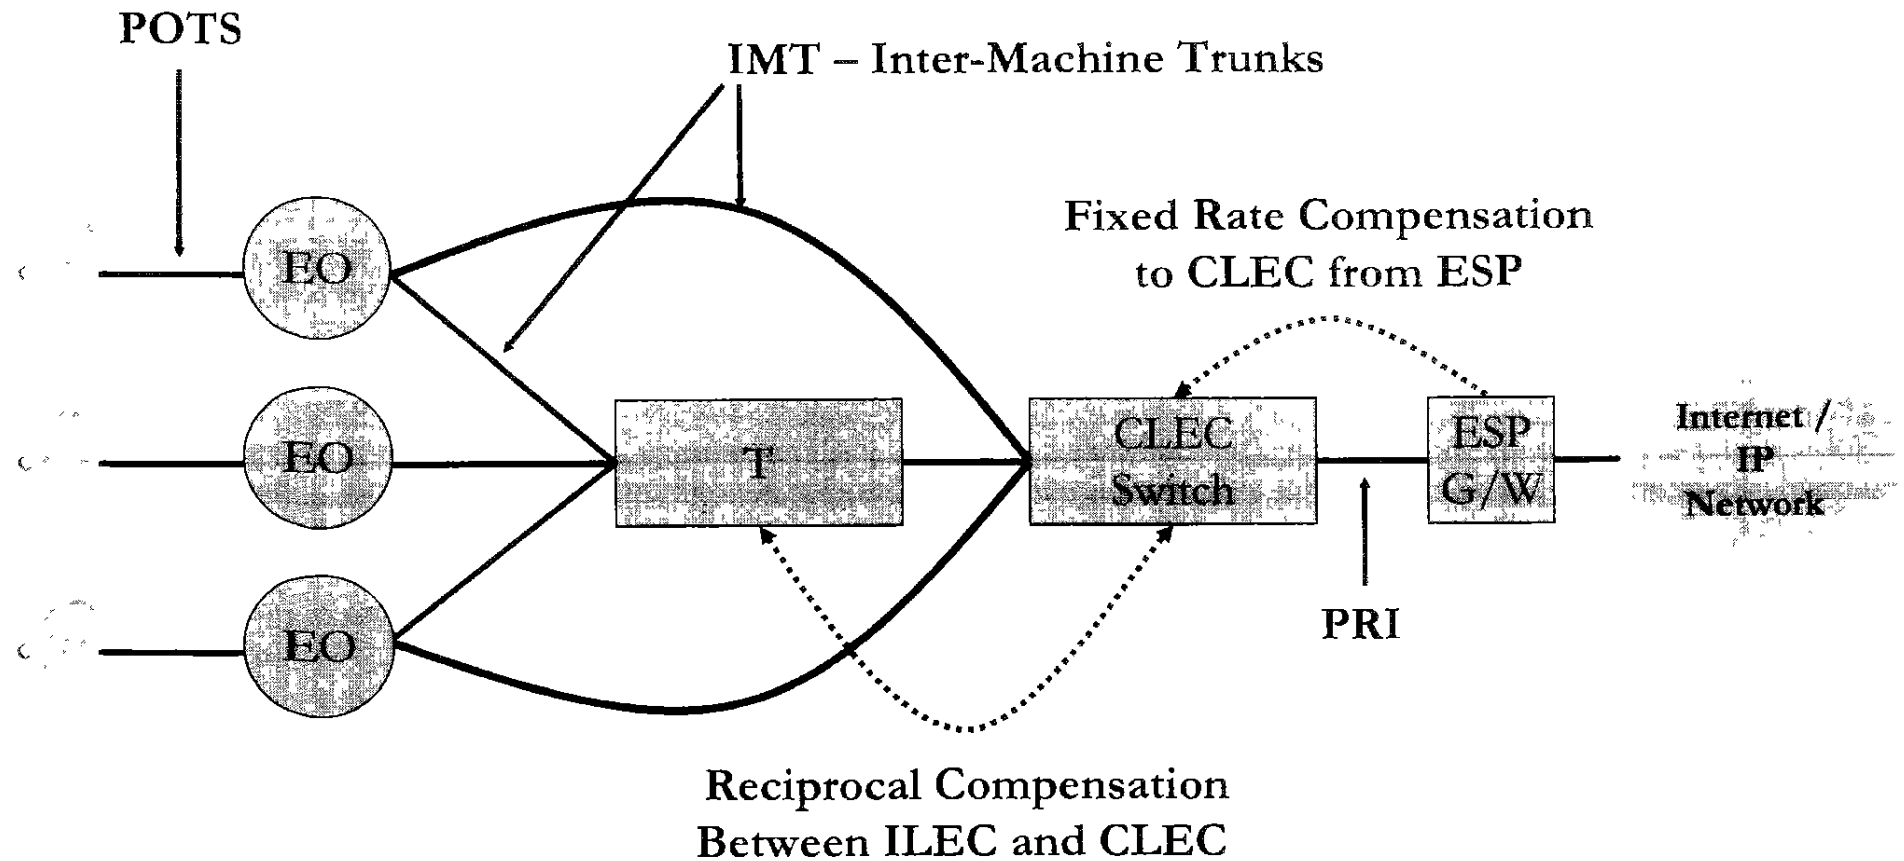 POTS
IMT – Inter-Machine Trunks
Fixed Rate Compensation
to CLEC from ESP
EO
EO
EO
T
CLEC
Switch
ESP
G/W
Internet /
IP
Network
PRI
Reciprocal Compensation
Between ILEC and CLEC